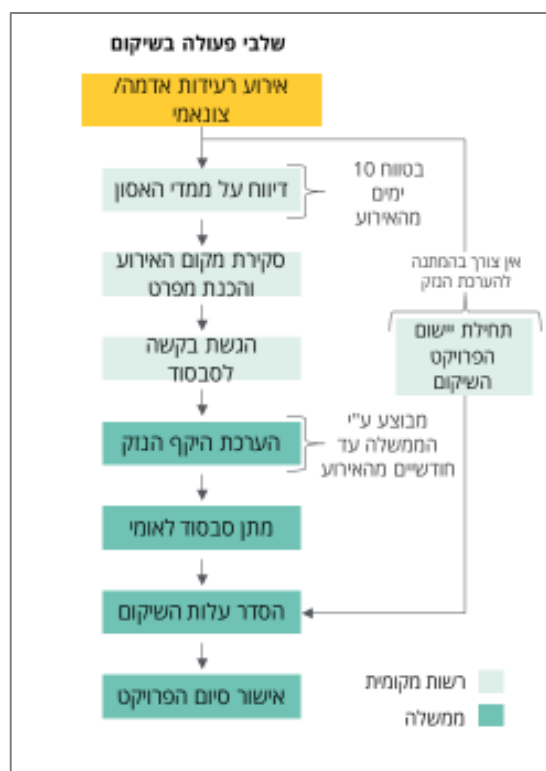 שלבי פעולה בשיקום
אירוע רעידות אדמה/
צונאמי
דיווח על ממדי האסון
בטווח 10
ימים
מהאירוע
סקירת מקום האירוע
והכנת מפרט
אין צורך בהמתנה
להערכת הנזק
הגשת בקשה
לסבסוד
תחילת יישום
הפרויקט
השיקום
הערכת היקף הנזק
מבוצע ע"י
הממשלה עד
חודשיים מהאירוע
מתן סבסוד לאומי
הסדר עלות השיקום
אישור סיום הפרויקט
רשות מקומית
ממשלה